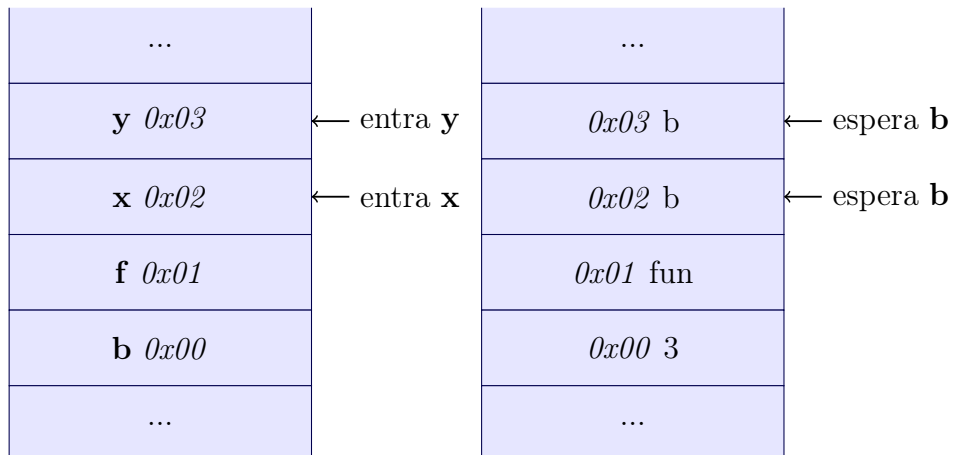 ... ...
y 0x03 ← entra y 0x03 b ← espera b
x 0x02 ← entra x 0x02 b ← espera b
f 0x01 0x01 fun
b 0x00 0x00 3
... ...